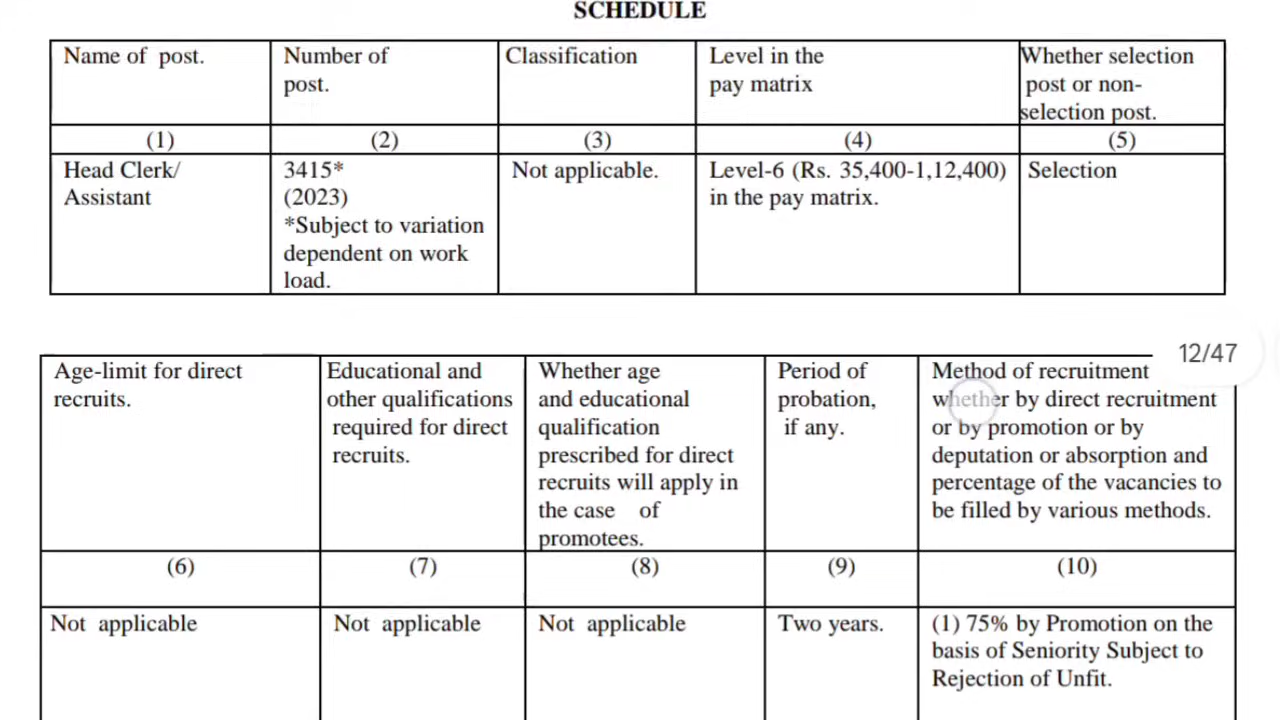 SCHEDULE
Name of post.
Number of
post.
Classification
Level in the
pay matrix
Whether selection
post or non-
selection post.
(1)
(2)
(3)
(4)
(5)
Head Clerk/
Assistant
3415*
(2023)
*Subject to variation
dependent on work
load.
Not applicable.
Level-6 (Rs. 35,400-1,12,400)
in the pay matrix.
Selection
12/47
Age-limit for direct
recruits.
Educational and
other qualifications
required for direct
recruits.
Whether age
and educational
qualification
prescribed for direct
recruits will apply in
the case of
promotees.
Period of
probation,
if any.
Method of recruitment
whether by direct recruitment
or by promotion or by
deputation or absorption and
percentage of the vacancies to
be filled by various methods.
(6)
(7)
(8)
(9)
(10)
Not applicable
Not applicable
Not applicable
Two years.
(1) 75% by Promotion on the
basis of Seniority Subject to
Rejection of Unfit.